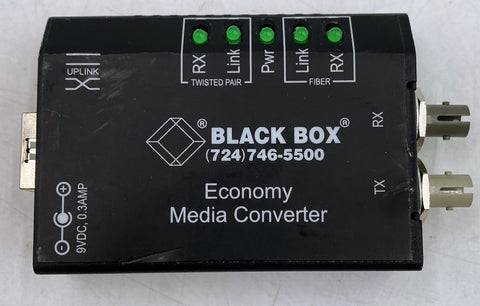 UPLINK
RX Link Pwr Link RX
TWISTED PAIR FIBER
® BLACK BOX ®
(724)746-5500
Economy
Media Converter
RX
TX
9VDC, 0.3AMP